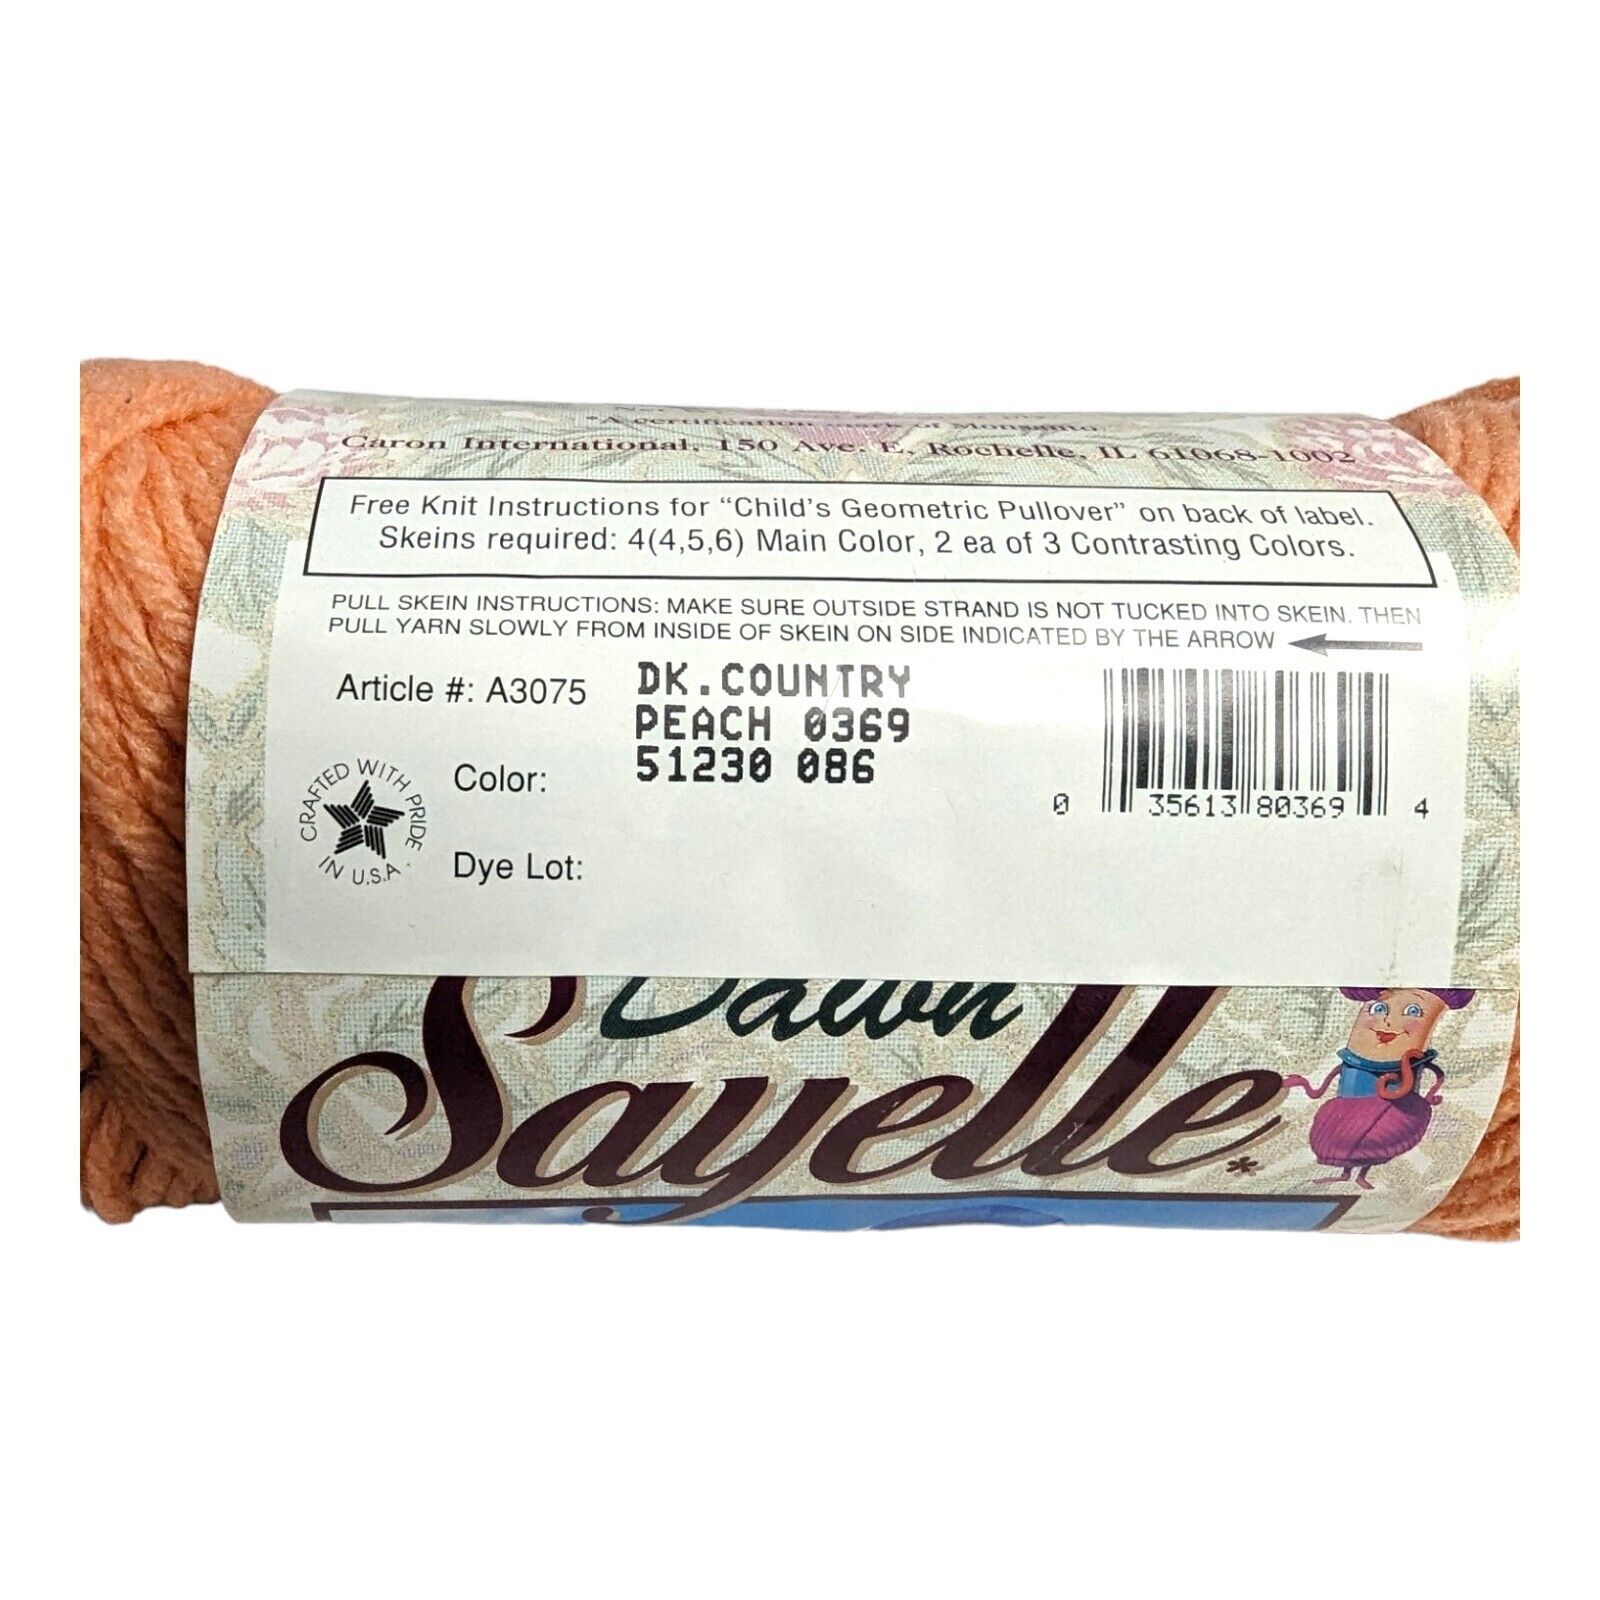 *A certification mark of Monsanto
Caron International, 150 Ave. E, Rochelle, IL 61068-1002
Free Knit Instructions for “Child’s Geometric Pullover” on back of label.
Skeins required: 4(4,5,6) Main Color, 2 ea of 3 Contrasting Colors.
PULL SKEIN INSTRUCTIONS: MAKE SURE OUTSIDE STRAND IS NOT TUCKED INTO SKEIN. THEN
PULL YARN SLOWLY FROM INSIDE OF SKEIN ON SIDE INDICATED BY THE ARROW
Article #: A3075
DK.COUNTRY
PEACH 0369
51230 086
Color:
Dye Lot:
CRAFTED WITH PRIDE IN U.S.A.
0 35613 80369 4
Dawn
Sayelle*